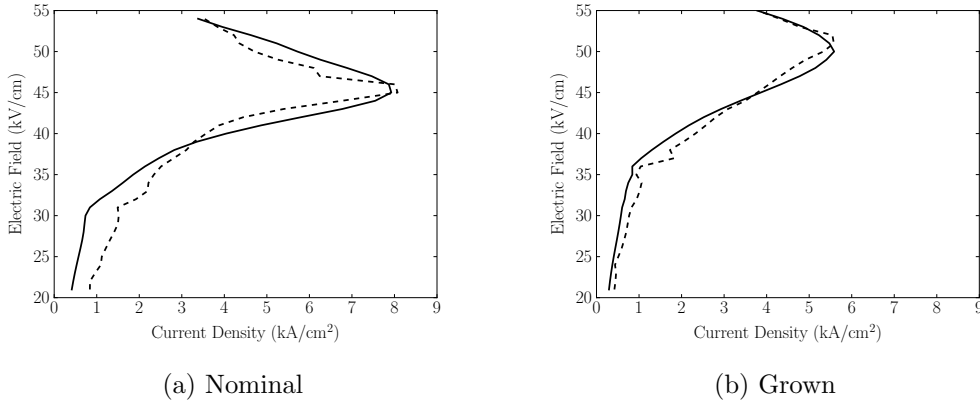 55
50
45
40
35
30
25
20
Electric Field (kV/cm)
0 1 2 3 4 5 6 7 8 9
Current Density (kA/cm²)
(a) Nominal
55
50
45
40
35
30
25
20
Electric Field (kV/cm)
0 1 2 3 4 5 6 7 8 9
Current Density (kA/cm²)
(b) Grown